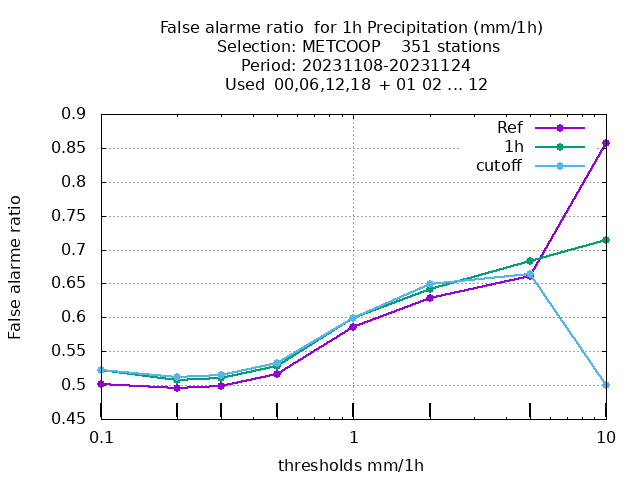 False alarme ratio  for 1h Precipitation (mm/1h)
Selection: METCOOP    351 stations
Period: 20231108-20231124
Used  00,06,12,18 + 01 02 ... 12
Ref
1h
cutoff
0.9
0.85
0.8
0.75
0.7
0.65
0.6
0.55
0.5
0.45
False alarme ratio
0.1
1
10
thresholds mm/1h